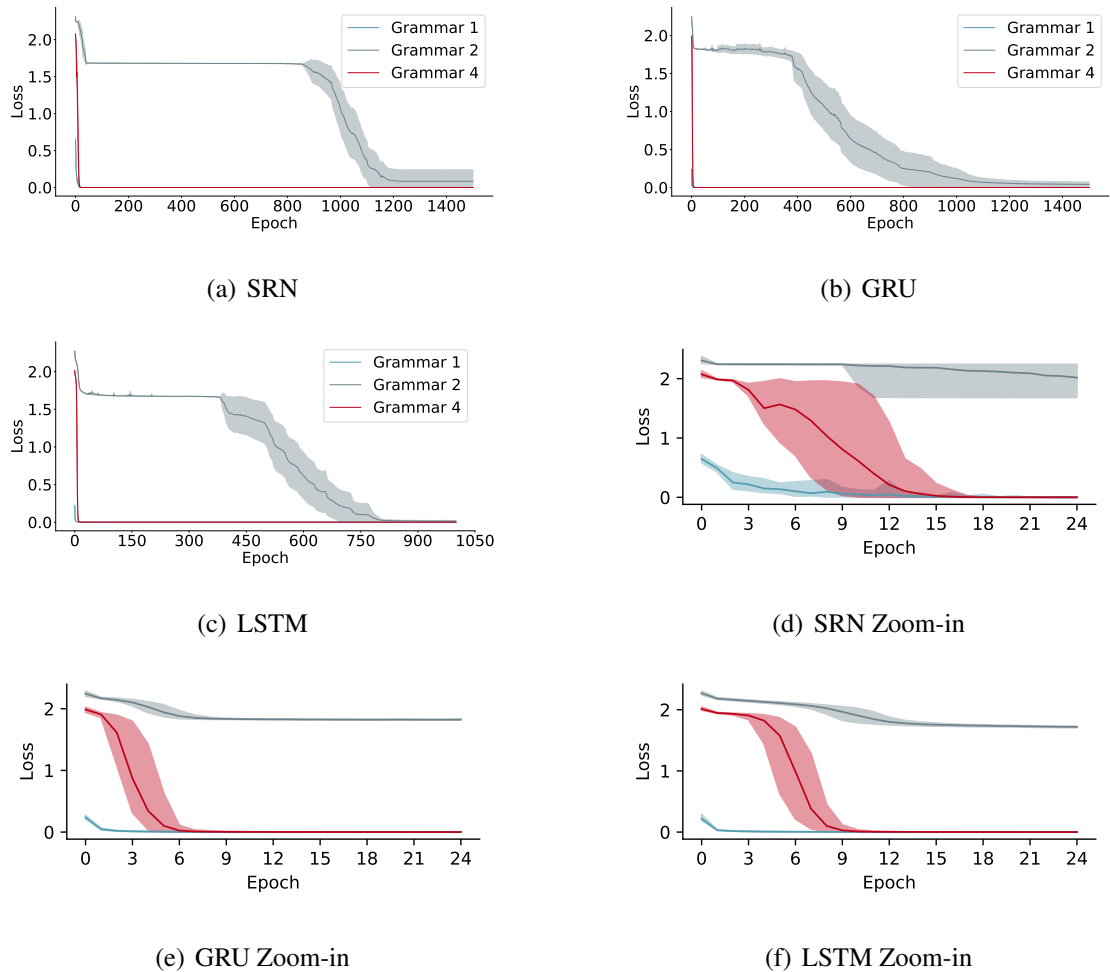 2.0
1.5
1.0
0.5
0.0
Loss
0 200 400 600 800 1000 1200 1400
Epoch
Grammar 1
Grammar 2
Grammar 4
(a) SRN
2.0
1.5
1.0
0.5
0.0
Loss
0 200 400 600 800 1000 1200 1400
Epoch
Grammar 1
Grammar 2
Grammar 4
(b) GRU
2.0
1.5
1.0
0.5
0.0
Loss
0 150 300 450 600 750 900 1050
Epoch
Grammar 1
Grammar 2
Grammar 4
(c) LSTM
2
1
0
Loss
0 3 6 9 12 15 18 21 24
Epoch
(d) SRN Zoom-in
2
1
0
Loss
0 3 6 9 12 15 18 21 24
Epoch
(e) GRU Zoom-in
2
1
0
Loss
0 3 6 9 12 15 18 21 24
Epoch
(f) LSTM Zoom-in